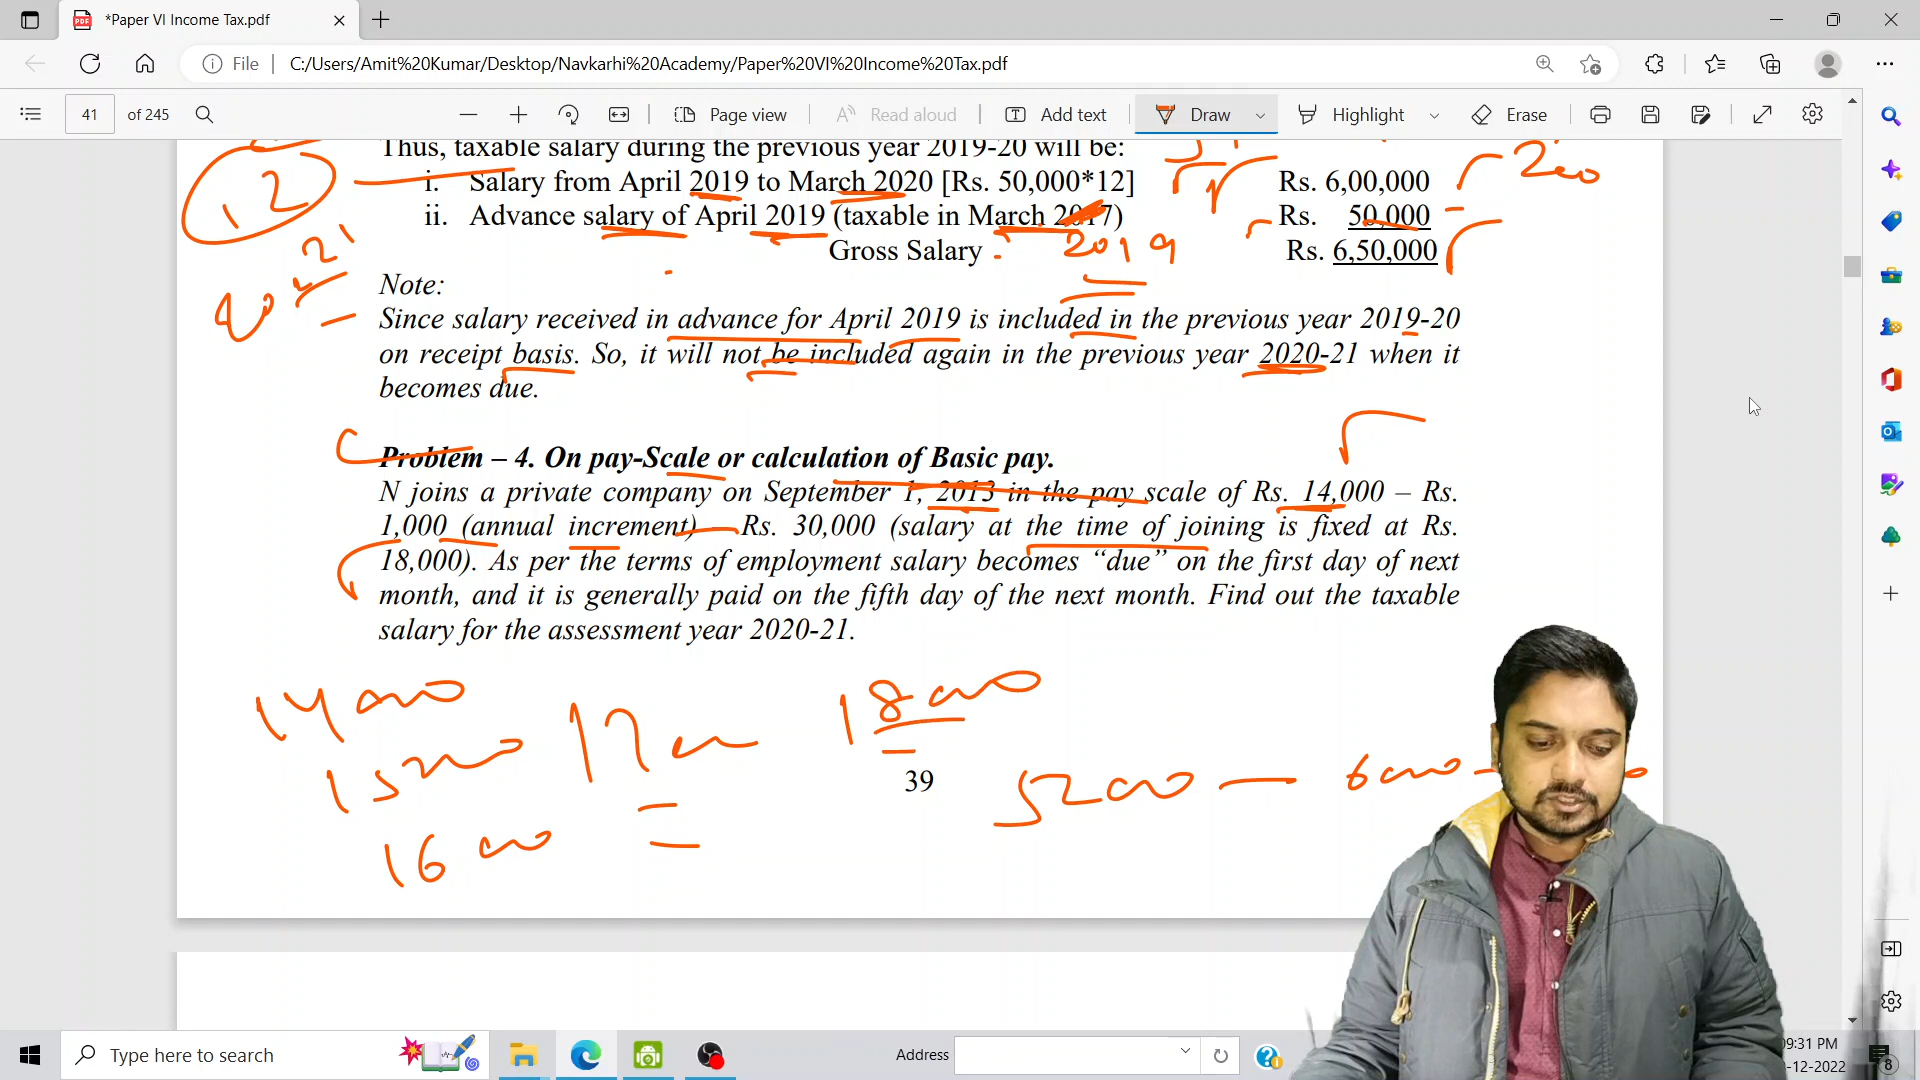 *Paper VI Income Tax.pdf
File
C:/Users/Amit%20Kumar/Desktop/Navkarhi%20Academy/Paper%20VI%20Income%20Tax.pdf
41 of 245
Page view
Read aloud
Add text
Draw
Highlight
Erase
Thus, taxable salary during the previous year 2019-20 will be:
i. Salary from April 2019 to March 2020 [Rs. 50,000*12] Rs. 6,00,000
ii. Advance salary of April 2019 (taxable in March 2017) Rs. 50,000
Gross Salary Rs. 6,50,000
12
2019
Note:
Since salary received in advance for April 2019 is included in the previous year 2019-20
on receipt basis. So, it will not be included again in the previous year 2020-21 when it
becomes due.
Problem – 4. On pay-Scale or calculation of Basic pay.
N joins a private company on September 1, 2013 in the pay scale of Rs. 14,000 – Rs.
1,000 (annual increment) – Rs. 30,000 (salary at the time of joining is fixed at Rs.
18,000). As per the terms of employment salary becomes “due” on the first day of next
month, and it is generally paid on the fifth day of the next month. Find out the taxable
salary for the assessment year 2020-21.
14000
15000
16000
18000
39
Type here to search
Address
09:31 PM
-12-2022
8